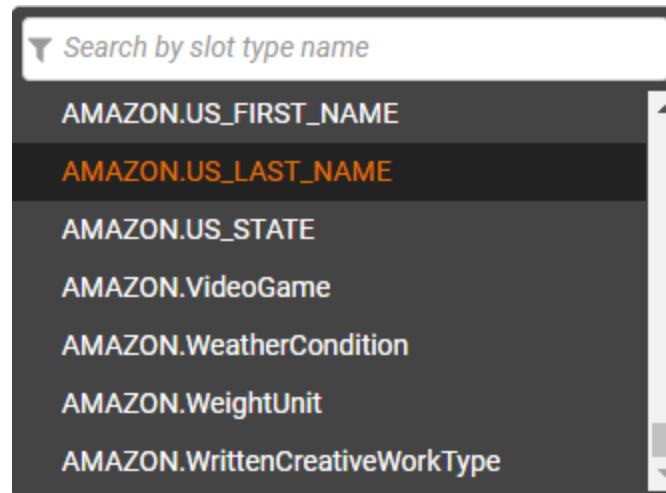 Search by slot type name
AMAZON.US_FIRST_NAME
AMAZON.US_LAST_NAME
AMAZON.US_STATE
AMAZON.VideoGame
AMAZON.WeatherCondition
AMAZON.WeightUnit
AMAZON.WrittenCreativeWorkType